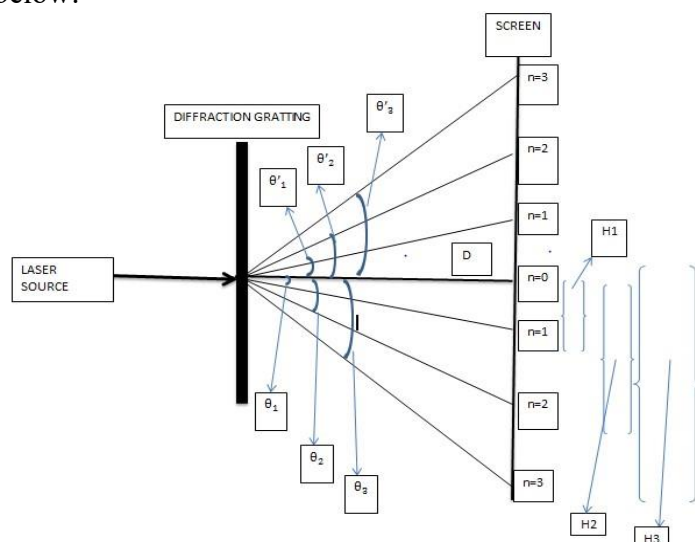 below.
SCREEN
n=3
θ'₃
DIFFRACTION GRATTING
θ'₂
n=2
θ'₁
n=1
H1
D
LASER
SOURCE
n=0
n=1
θ₁
n=2
θ₂
θ₃
n=3
H2
H3